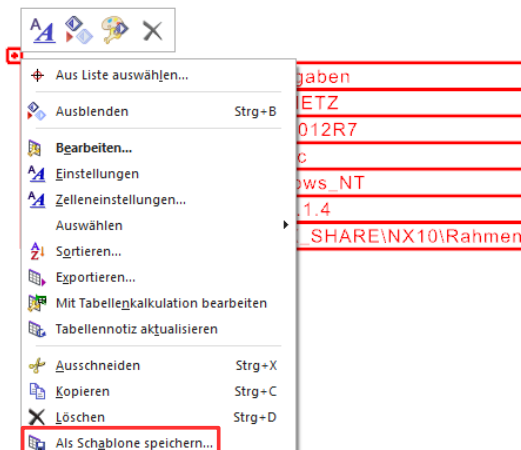 Aus Liste auswählen...
gaben
Ausblenden Strg+B
ETZ
012R7
Bearbeiten...
c
Einstellungen
ows_NT
Zelleneinstellungen...
.1.4
Auswählen
_SHARE\NX10\Rahmen
Sortieren...
Exportieren...
Mit Tabellenkalkulation bearbeiten
Tabellennotiz aktualisieren
Ausschneiden Strg+X
Kopieren Strg+C
Löschen Strg+D
Als Schablone speichern...